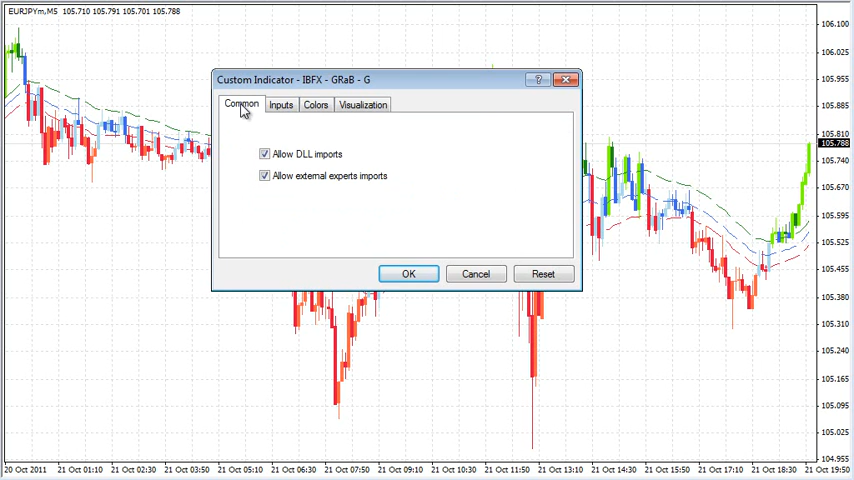 EURJPYm,M5 105.710 105.791 105.701 105.788
Custom Indicator - IBFX - GRaB - G
Common Inputs Colors Visualization
Allow DLL imports
Allow external experts imports
OK Cancel Reset
106.100
106.025
105.955
105.885
105.810
105.788
105.740
105.670
105.595
105.525
105.455
105.380
105.310
105.240
105.165
105.095
105.025
104.955
20 Oct 2011 21 Oct 01:10 21 Oct 02:30 21 Oct 03:50 21 Oct 05:10 21 Oct 06:30 21 Oct 07:50 21 Oct 09:10 21 Oct 10:30 21 Oct 11:50 21 Oct 13:10 21 Oct 14:30 21 Oct 15:50 21 Oct 17:10 21 Oct 18:30 21 Oct 19:50